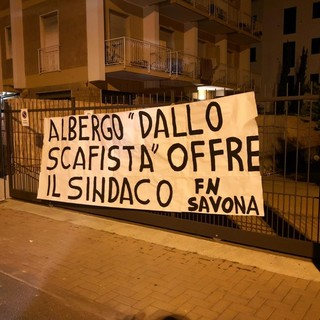 ALBERGO "DALLO
SCAFISTA" OFFRE
IL SINDACO FN
SAVONA